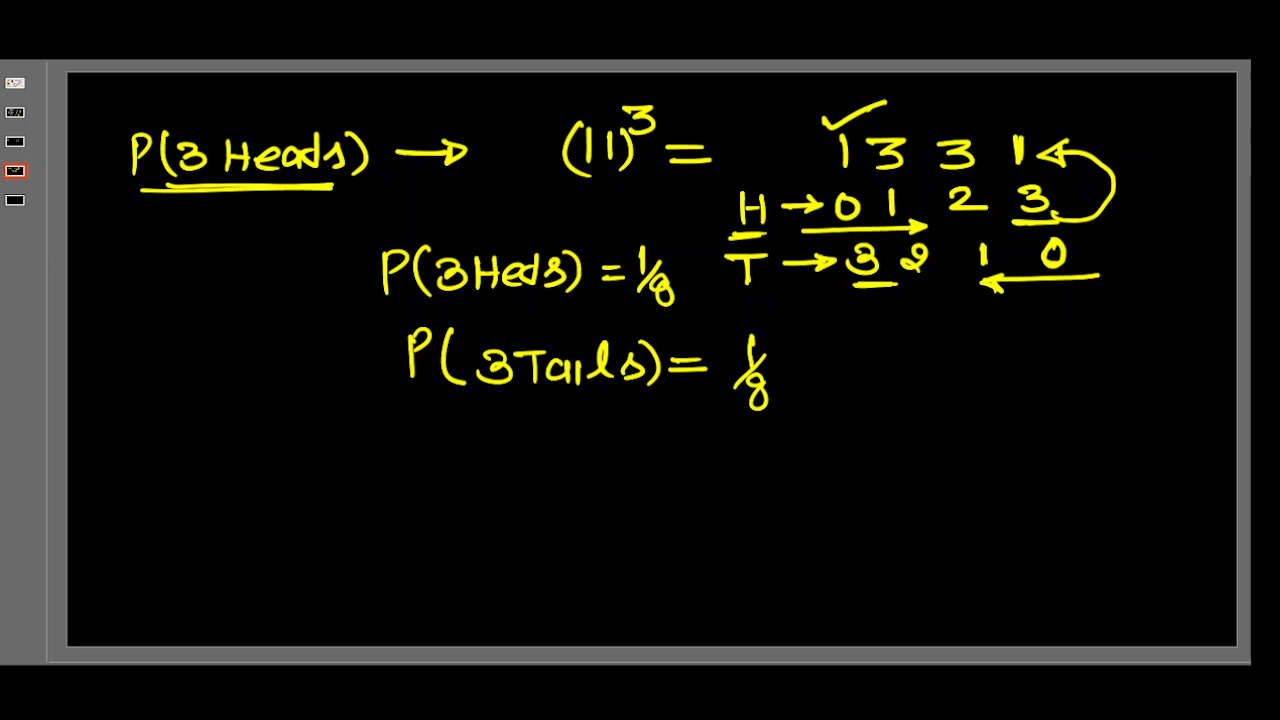 P(3 Heads) → (11)³ = 1 3 3 1
H → 0 1 2 3
P(3Heds) = 1/8 T → 3 2 1 0
P(3Tails) = 1/8